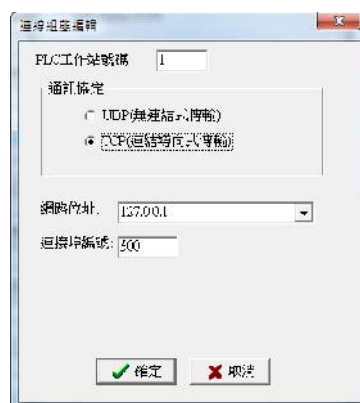 連線組態編輯
PLC工作站號碼 1
通訊協定
UDP(無連結式傳輸)
TCP(連結導向式傳輸)
網路位址: 127.0.0.1
連接埠編號: 500
確定 取消